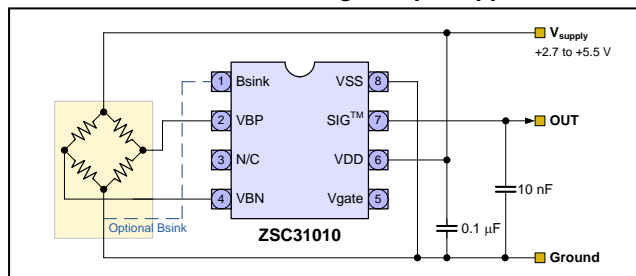 V supply
+2.7 to +5.5 V
1 Bsink VSS 8
2 VBP SIG™ 7 OUT
3 N/C VDD 6
4 VBN Vgate 5
10 nF
Optional Bsink
0.1 µF
ZSC31010
Ground